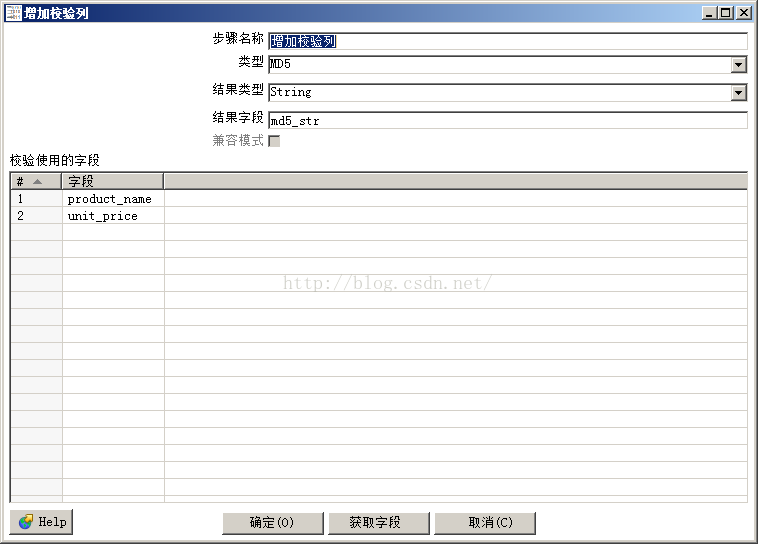 增加校验列
步骤名称 增加校验列
类型 MD5
结果类型 String
结果字段 md5_str
兼容模式
校验使用的字段
# 字段
1 product_name
2 unit_price
http://blog.csdn.net/
Help 确定(O) 获取字段 取消(C)